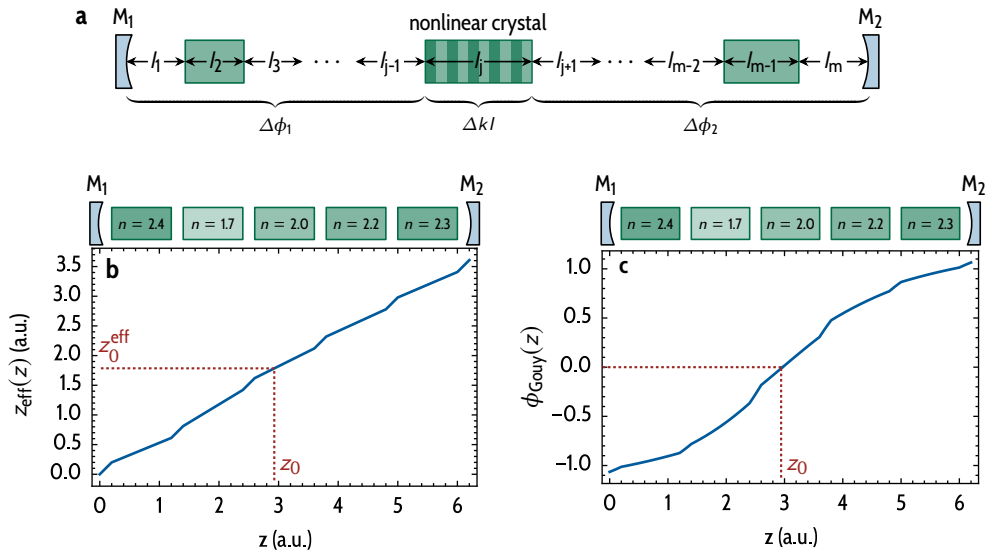 a
M₁ nonlinear crystal M₂
l₁ l₂ l₃ · · · lⱼ₋₁ lⱼ lⱼ₊₁ · · · lₘ₋₂ lₘ₋₁ lₘ
Δϕ₁ Δkl Δϕ₂
M₁ M₂
n = 2.4 n = 1.7 n = 2.0 n = 2.2 n = 2.3
b
z_eff(z) (a.u.)
3.5
3.0
2.5
2.0
1.5
1.0
0.5
0.0
z₀^eff
z₀
0 1 2 3 4 5 6
z (a.u.)
M₁ M₂
n = 2.4 n = 1.7 n = 2.0 n = 2.2 n = 2.3
c
ϕ_Gouy(z)
1.0
0.5
0.0
−0.5
−1.0
z₀
0 1 2 3 4 5 6
z (a.u.)